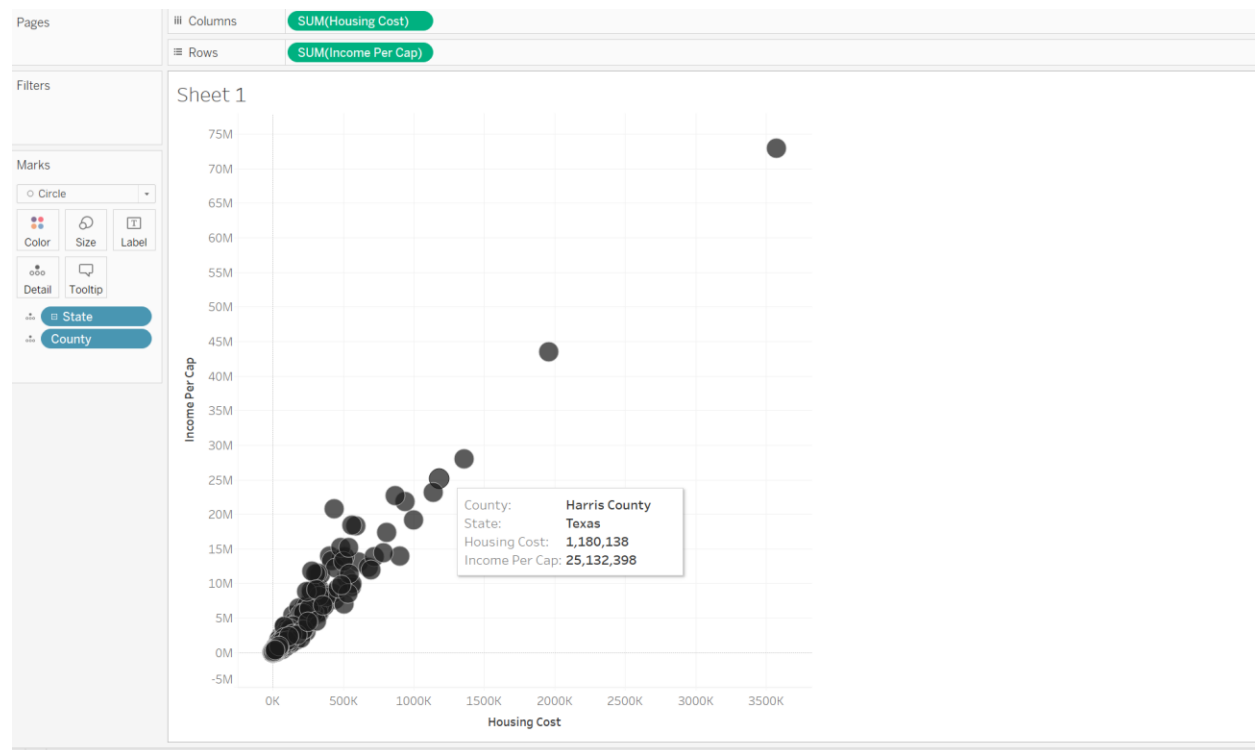 Pages
Columns
SUM(Housing Cost)
Rows
SUM(Income Per Cap)
Filters
Marks
Circle
Color
Size
Label
Detail
Tooltip
State
County
Sheet 1
75M
70M
65M
60M
55M
50M
45M
40M
35M
30M
25M
20M
15M
10M
5M
0M
-5M
Income Per Cap
County: Harris County
State: Texas
Housing Cost: 1,180,138
Income Per Cap: 25,132,398
0K 500K 1000K 1500K 2000K 2500K 3000K 3500K
Housing Cost